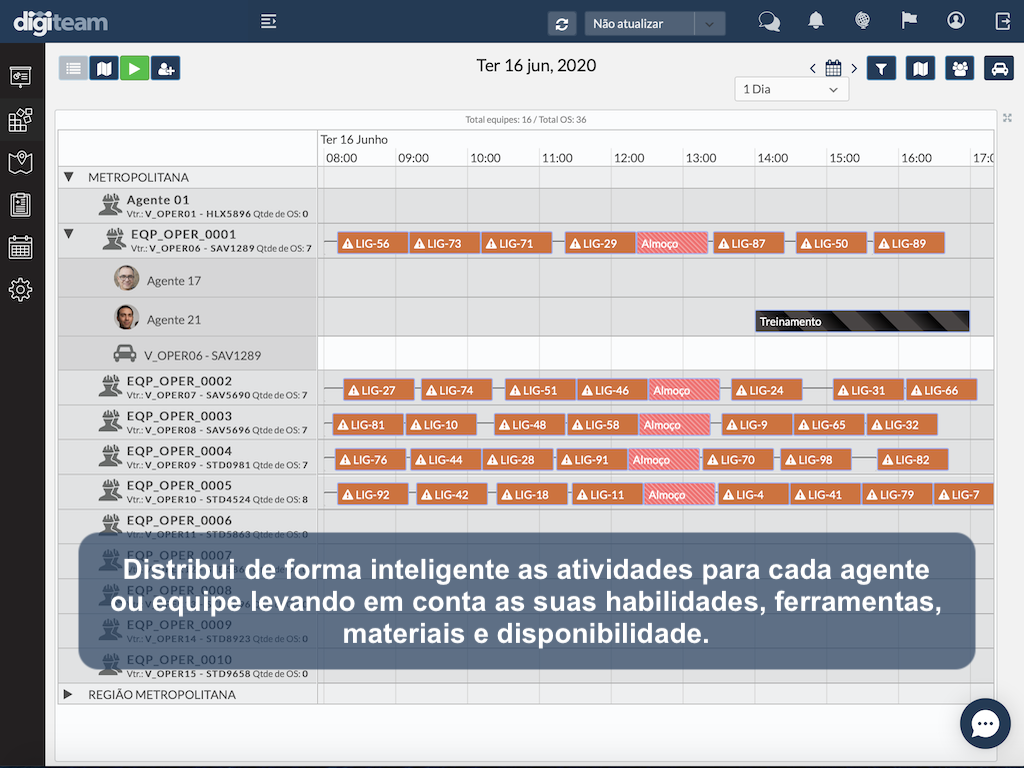 digiteam
Não atualizar
Ter 16 jun, 2020
1 Dia
Total equipes: 16 / Total OS: 36
Ter 16 Junho
08:00 09:00 10:00 11:00 12:00 13:00 14:00 15:00 16:00 17:0
METROPOLITANA
Agente 01
Vtr.: V_OPER01 - HLX5896 Qtde de OS: 0
EQP_OPER_0001
Vtr.: V_OPER06 - SAV1289 Qtde de OS: 7
LIG-56 LIG-73 LIG-71 LIG-29 Almoço LIG-87 LIG-50 LIG-89
Agente 17
Agente 21
Treinamento
V_OPER06 - SAV1289
EQP_OPER_0002
Vtr.: V_OPER07 - SAV5690 Qtde de OS: 7
LIG-27 LIG-74 LIG-51 LIG-46 Almoço LIG-24 LIG-31 LIG-66
EQP_OPER_0003
Vtr.: V_OPER08 - SAV5696 Qtde de OS: 7
LIG-81 LIG-10 LIG-48 LIG-58 Almoço LIG-9 LIG-65 LIG-32
EQP_OPER_0004
Vtr.: V_OPER09 - STD0981 Qtde de OS: 7
LIG-76 LIG-44 LIG-28 LIG-91 Almoço LIG-70 LIG-98 LIG-82
EQP_OPER_0005
Vtr.: V_OPER10 - STD4524 Qtde de OS: 8
LIG-92 LIG-42 LIG-18 LIG-11 Almoço LIG-4 LIG-41 LIG-79 LIG-7
EQP_OPER_0006
Vtr.: V_OPER11 - STD5863 Qtde de OS: 0
EQP_OPER_0007
Distribui de forma inteligente as atividades para cada agente
ou equipe levando em conta as suas habilidades, ferramentas,
materiais e disponibilidade.
EQP_OPER_0009
Vtr.: V_OPER14 - STD8923 Qtde de OS: 0
EQP_OPER_0010
Vtr.: V_OPER15 - STD9658 Qtde de OS: 0
REGIÃO METROPOLITANA